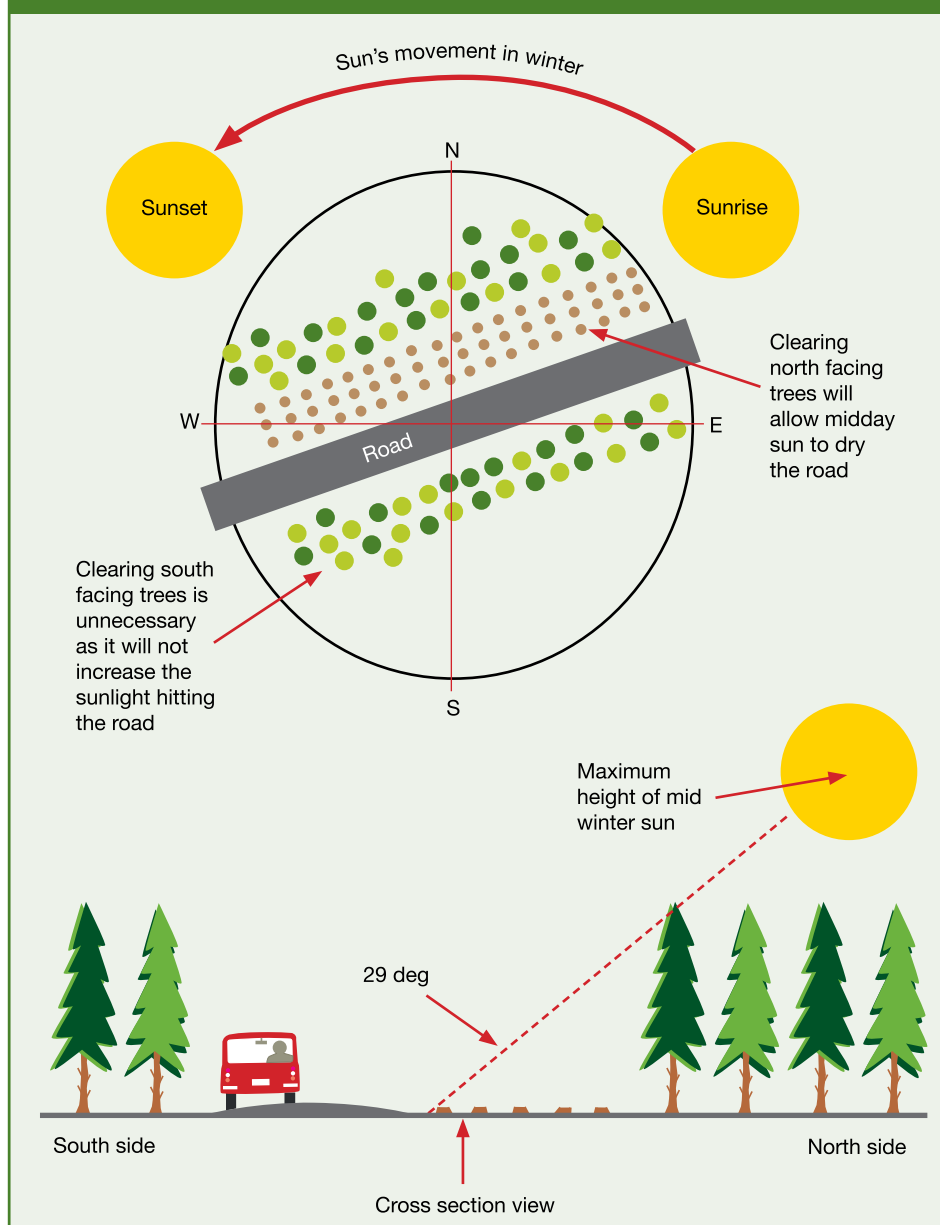 Sun's movement in winter
N
Sunset
Sunrise
Clearing
north facing
trees will
allow midday
sun to dry
the road
W
E
Road
Clearing south
facing trees is
unnecessary
as it will not
increase the
sunlight hitting
the road
S
Maximum
height of mid
winter sun
29 deg
South side
North side
Cross section view